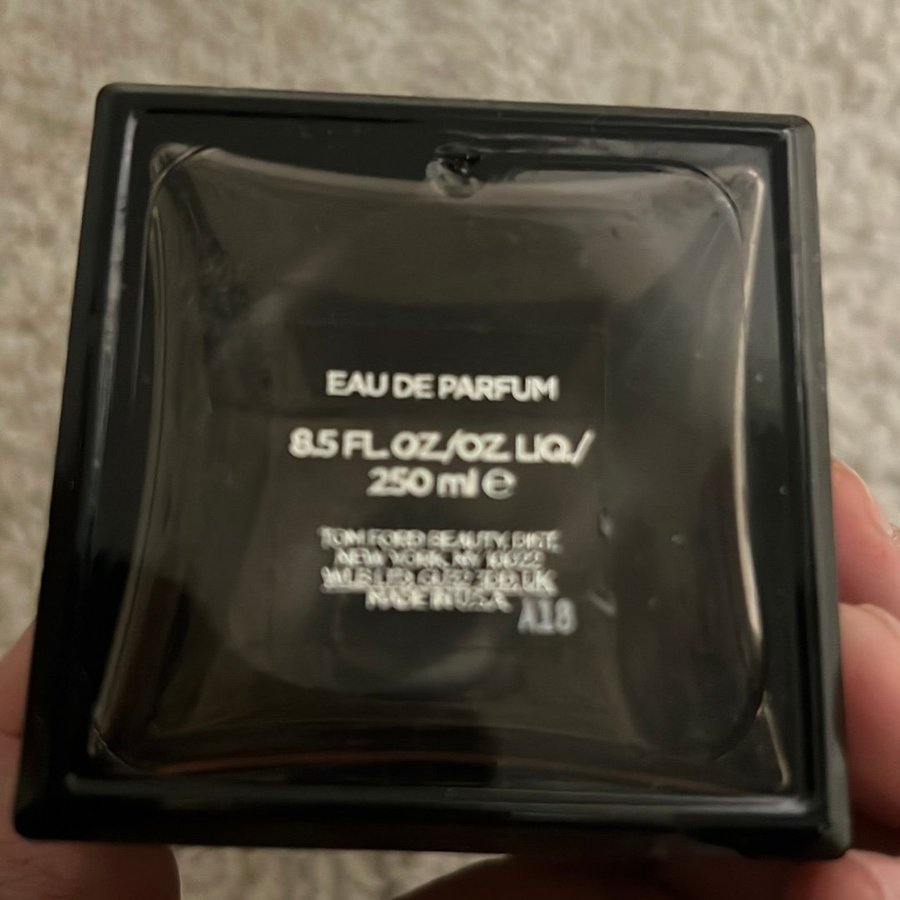 EAU DE PARFUM
8.5 FL.OZ./OZ. LIQ./
250 ml ℮
TOM FORD BEAUTY, DIST.
NEW YORK, NY 10022
MADE IN U.S.A.
A18